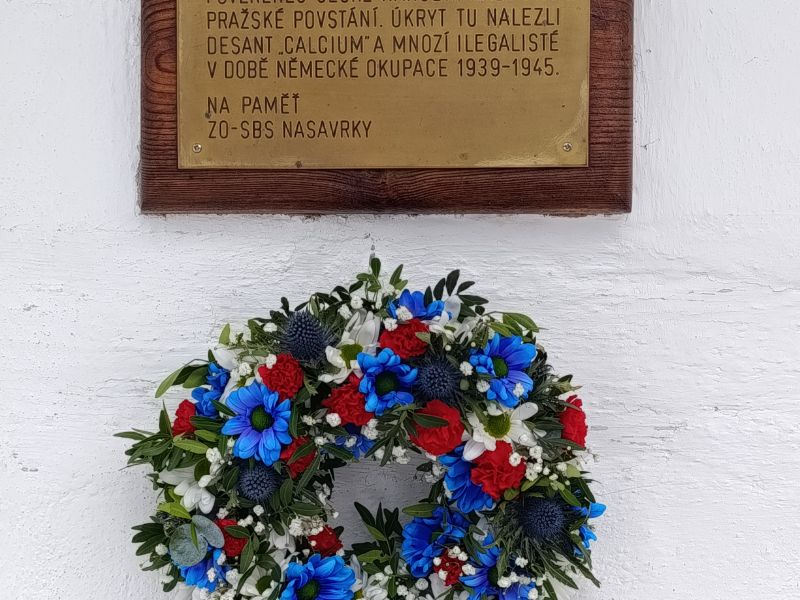 PRAŽSKÉ POVSTÁNÍ. ÚKRYT TU NALEZLI
DESANT „CALCIUM" A MNOZÍ ILEGALISTÉ
V DOBĚ NĚMECKÉ OKUPACE 1939-1945.
NA PAMĚŤ
ZO-SBS NASAVRKY